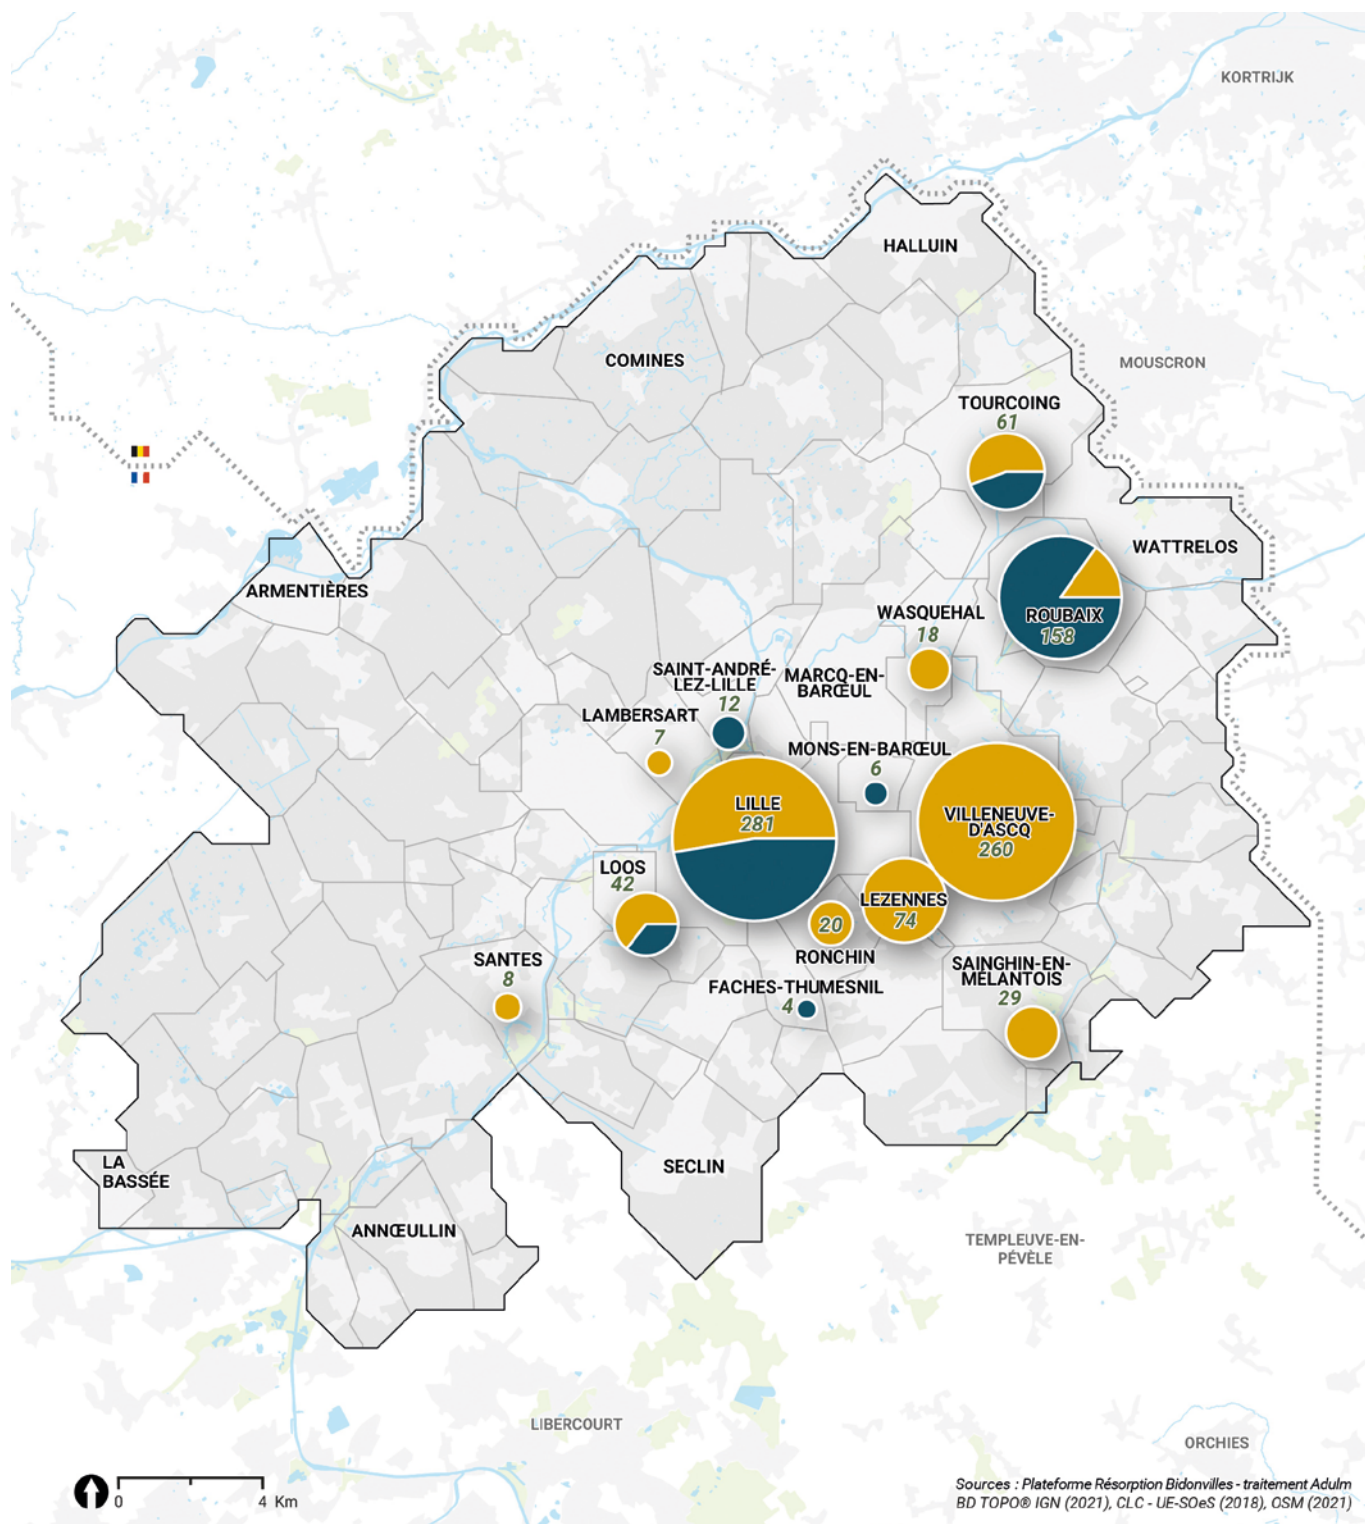 KORTRIJK
HALLUIN
COMINES
MOUSCRON
TOURCOING
61
WATTRELOS
ARMENTIÈRES
WASQUEHAL
18
ROUBAIX
158
SAINT-ANDRÉ-
LEZ-LILLE
12
MARCQ-EN-
BARŒUL
LAMBERSART
7
MONS-EN-BARŒUL
6
LILLE
281
VILLENEUVE-
D'ASCQ
260
LOOS
42
LEZENNES
74
20
RONCHIN
SANTES
8
SAINGHIN-EN-
MÉLANTOIS
29
FACHES-THUMESNIL
4
LA
BASSÉE
SECLIN
ANNŒULLIN
TEMPLEUVE-EN-
PÉVÈLE
LIBERCOURT
ORCHIES
0 4 Km
Sources : Plateforme Résorption Bidonvilles - traitement Adulm
BD TOPO® IGN (2021), CLC - UE-SOeS (2018), OSM (2021)